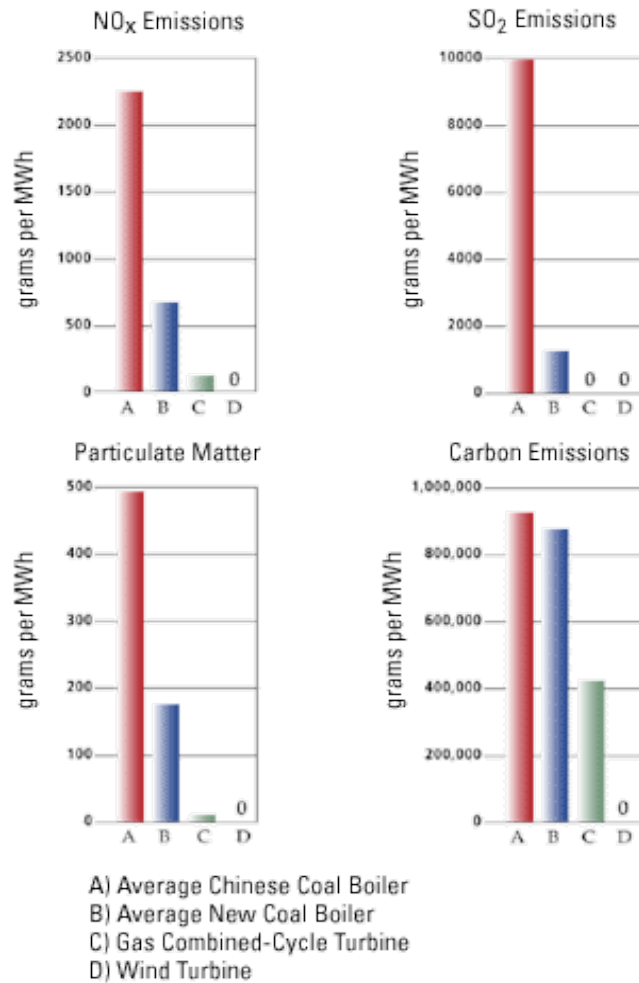 NOX Emissions
2500
2000
1500
1000
500
0
grams per MWh
0
A B C D
SO2 Emissions
10000
8000
6000
4000
2000
0
grams per MWh
0 0
A B C D
Particulate Matter
500
400
300
200
100
0
grams per MWh
0
A B C D
Carbon Emissions
1,000,000
800,000
600,000
400,000
200,000
0
grams per MWh
0
A B C D
A) Average Chinese Coal Boiler
B) Average New Coal Boiler
C) Gas Combined-Cycle Turbine
D) Wind Turbine